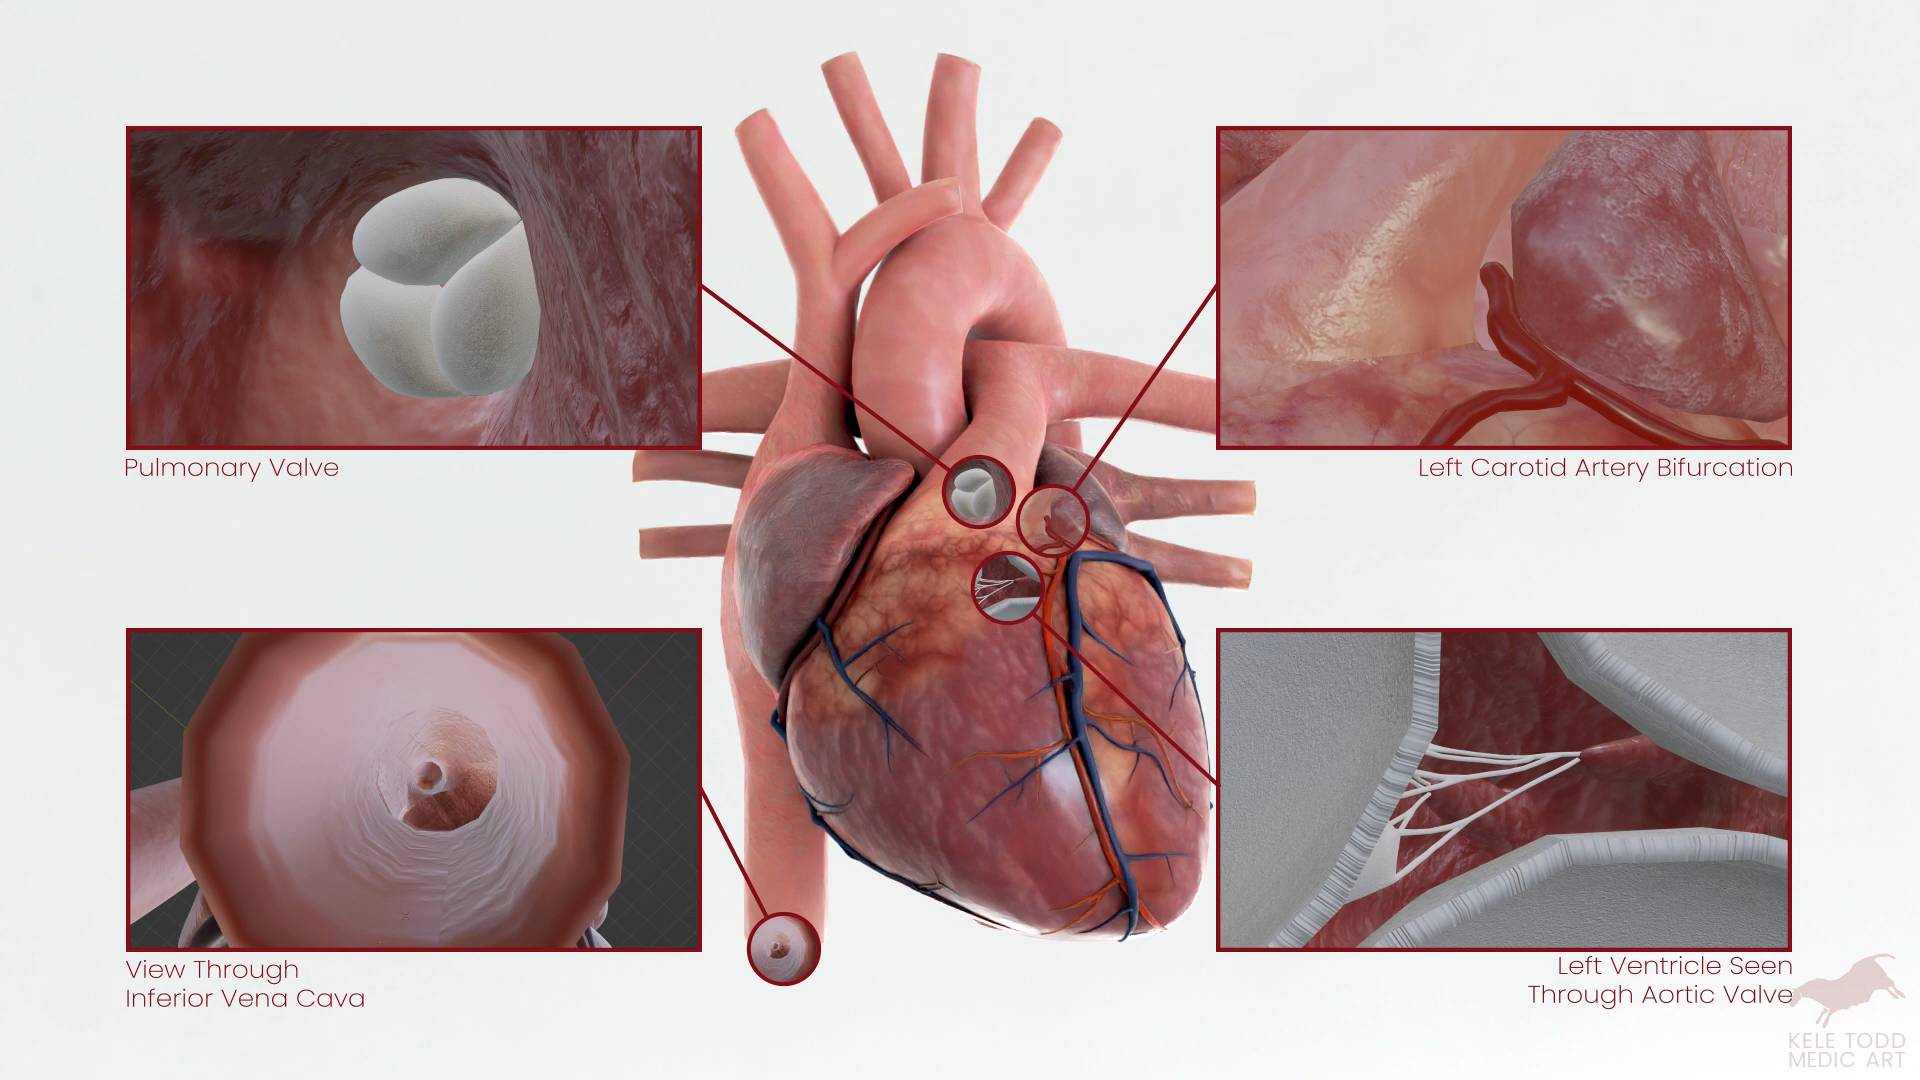 Pulmonary Valve
Left Carotid Artery Bifurcation
View Through
Inferior Vena Cava
Left Ventricle Seen
Through Aortic Valve
KELE TODD
MEDIC ART